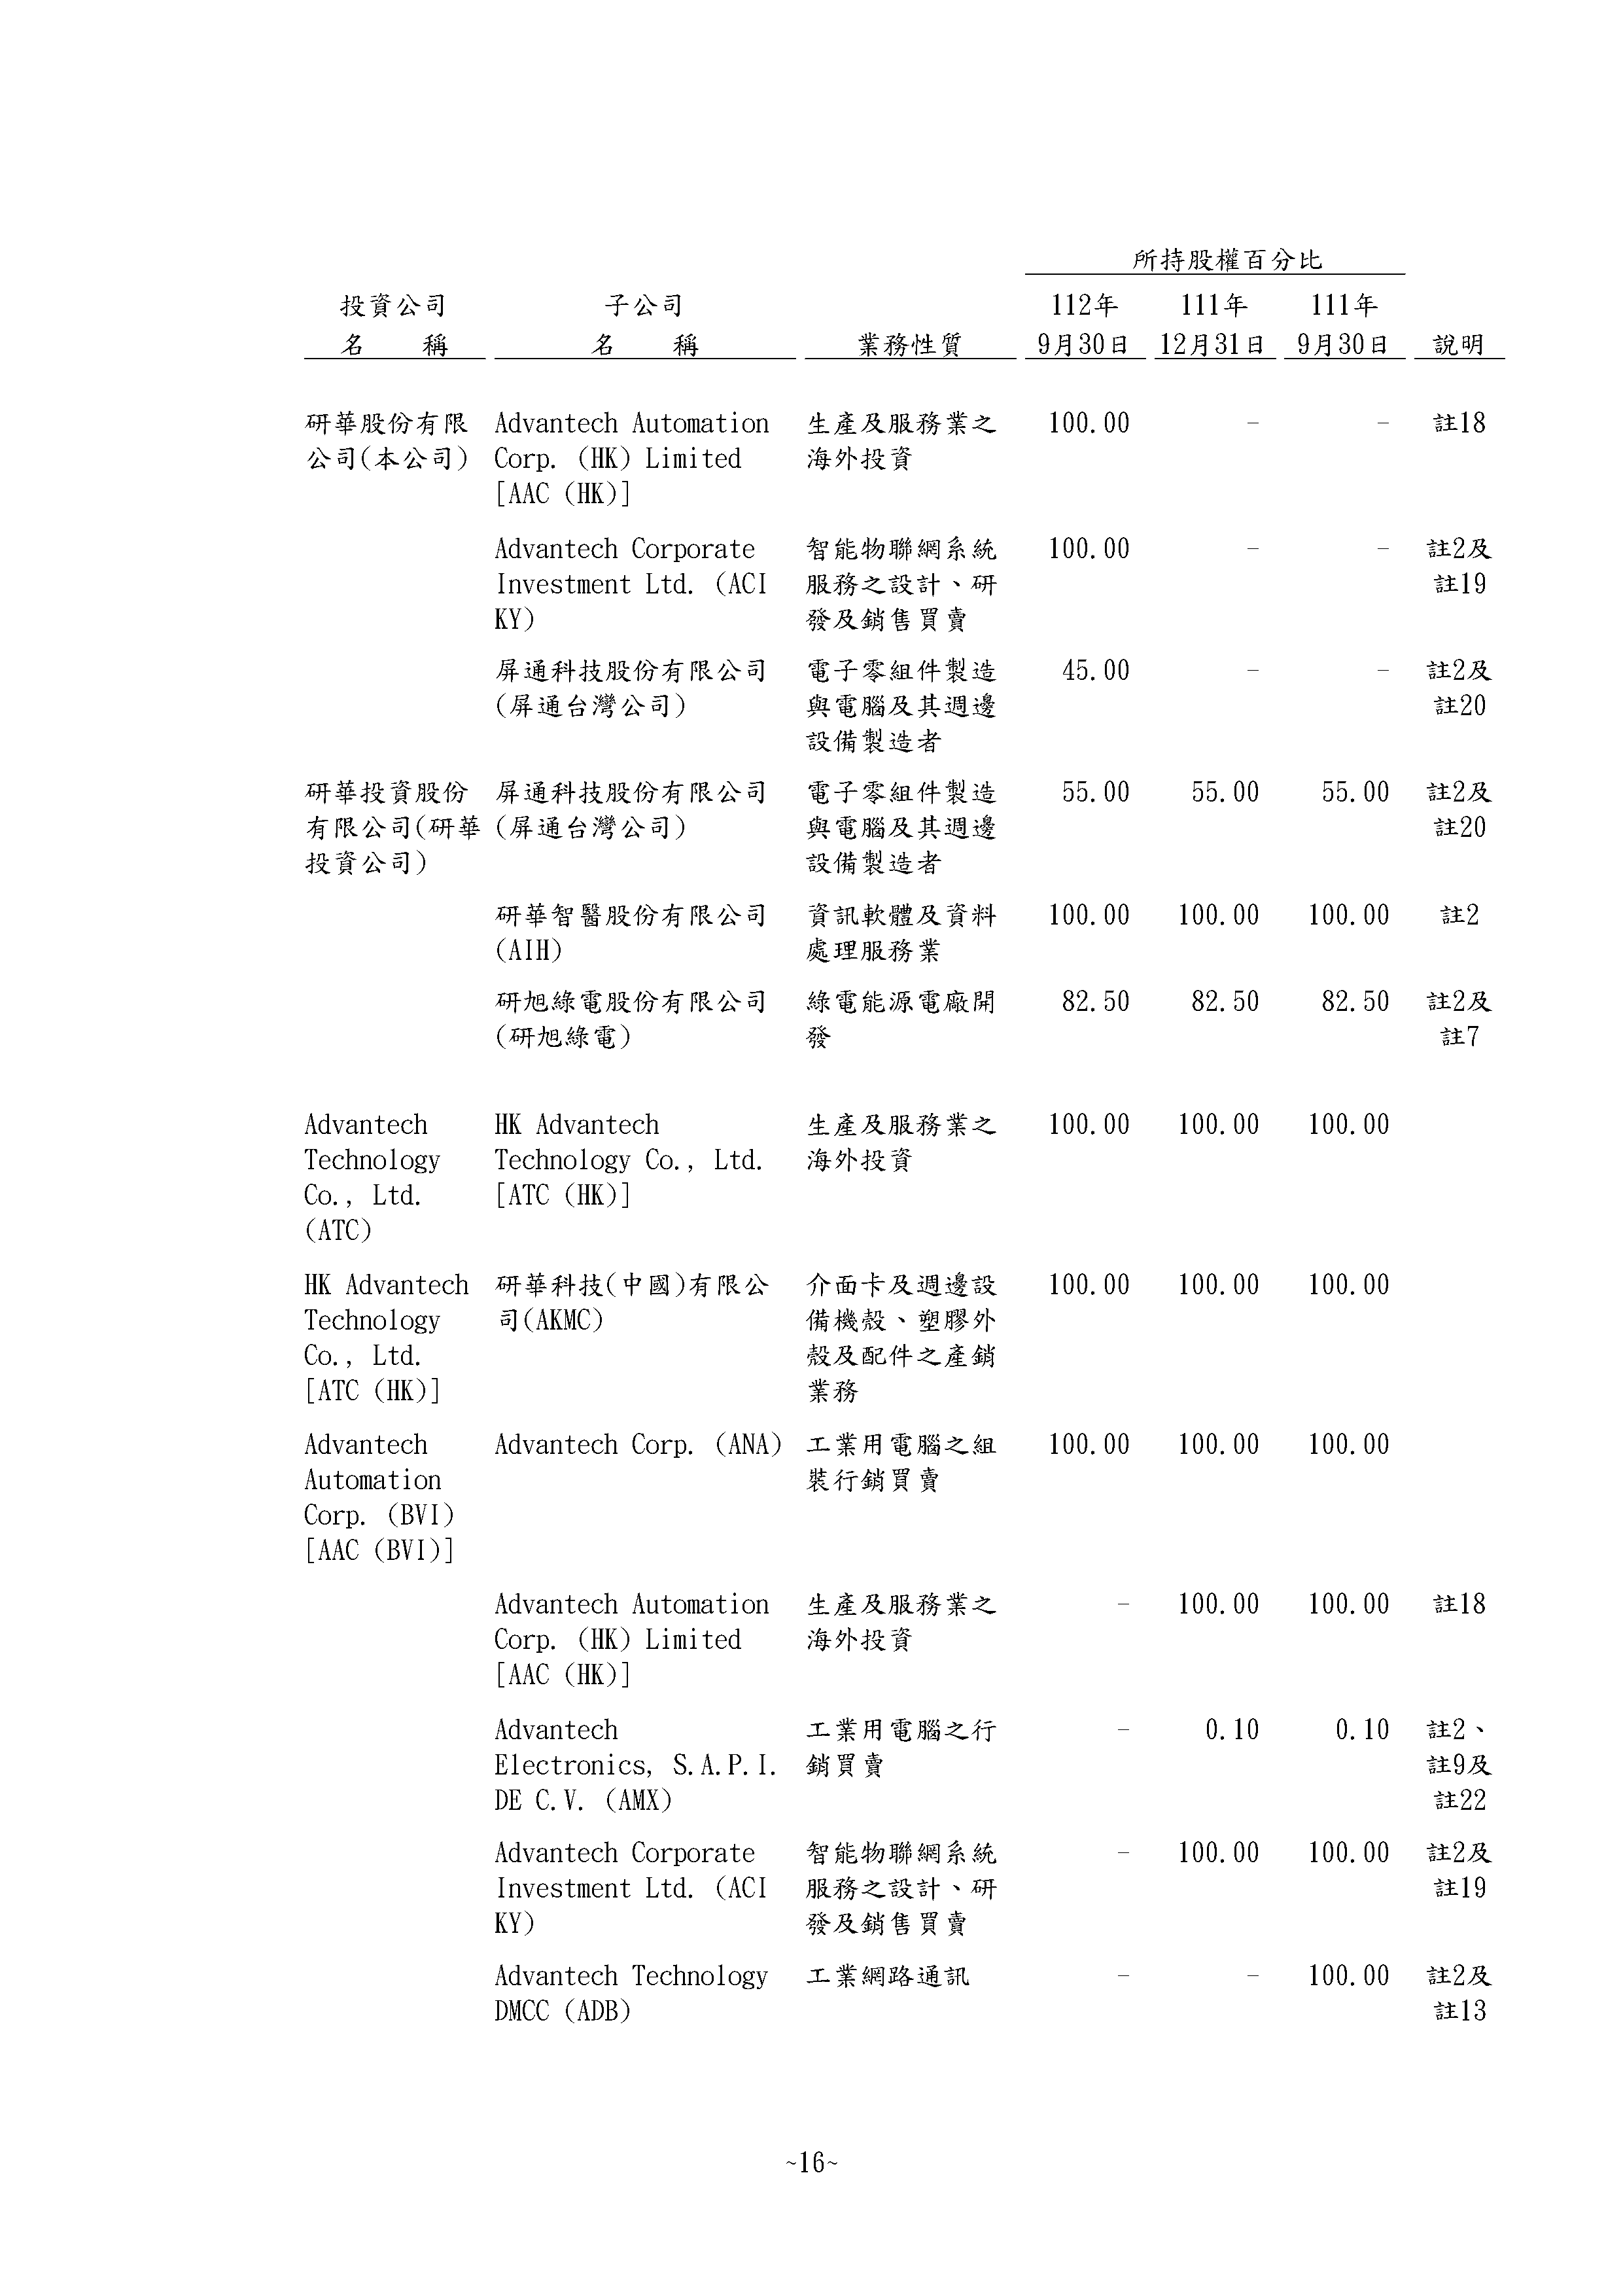 所持股權百分比
投資公司 子公司 112年 111年 111年
名 稱 名 稱 業務性質 9月30日 12月31日 9月30日 說明
研華股份有限 Advantech Automation 生產及服務業之 100.00 - - 註18
公司(本公司) Corp. (HK) Limited 海外投資
[AAC (HK)]
Advantech Corporate 智能物聯網系統 100.00 - - 註2及
Investment Ltd. (ACI 服務之設計、研 註19
KY) 發及銷售買賣
屏通科技股份有限公司 電子零組件製造 45.00 - - 註2及
(屏通台灣公司) 與電腦及其週邊 註20
設備製造者
研華投資股份 屏通科技股份有限公司 電子零組件製造 55.00 55.00 55.00 註2及
有限公司(研華 (屏通台灣公司) 與電腦及其週邊 註20
投資公司) 設備製造者
研華智醫股份有限公司 資訊軟體及資料 100.00 100.00 100.00 註2
(AIH) 處理服務業
研旭綠電股份有限公司 綠電能源電廠開 82.50 82.50 82.50 註2及
(研旭綠電) 發 註7
Advantech HK Advantech 生產及服務業之 100.00 100.00 100.00
Technology Technology Co., Ltd. 海外投資
Co., Ltd. [ATC (HK)]
(ATC)
HK Advantech 研華科技(中國)有限公 介面卡及週邊設 100.00 100.00 100.00
Technology 司(AKMC) 備機殼、塑膠外
Co., Ltd. 殼及配件之產銷
[ATC (HK)] 業務
Advantech Advantech Corp. (ANA) 工業用電腦之組 100.00 100.00 100.00
Automation 裝行銷買賣
Corp. (BVI)
[AAC (BVI)]
Advantech Automation 生產及服務業之 - 100.00 100.00 註18
Corp. (HK) Limited 海外投資
[AAC (HK)]
Advantech 工業用電腦之行 - 0.10 0.10 註2、
Electronics, S.A.P.I. 銷買賣 註9及
DE C.V. (AMX) 註22
Advantech Corporate 智能物聯網系統 - 100.00 100.00 註2及
Investment Ltd. (ACI 服務之設計、研 註19
KY) 發及銷售買賣
Advantech Technology 工業網路通訊 - - 100.00 註2及
DMCC (ADB) 註13
~16~